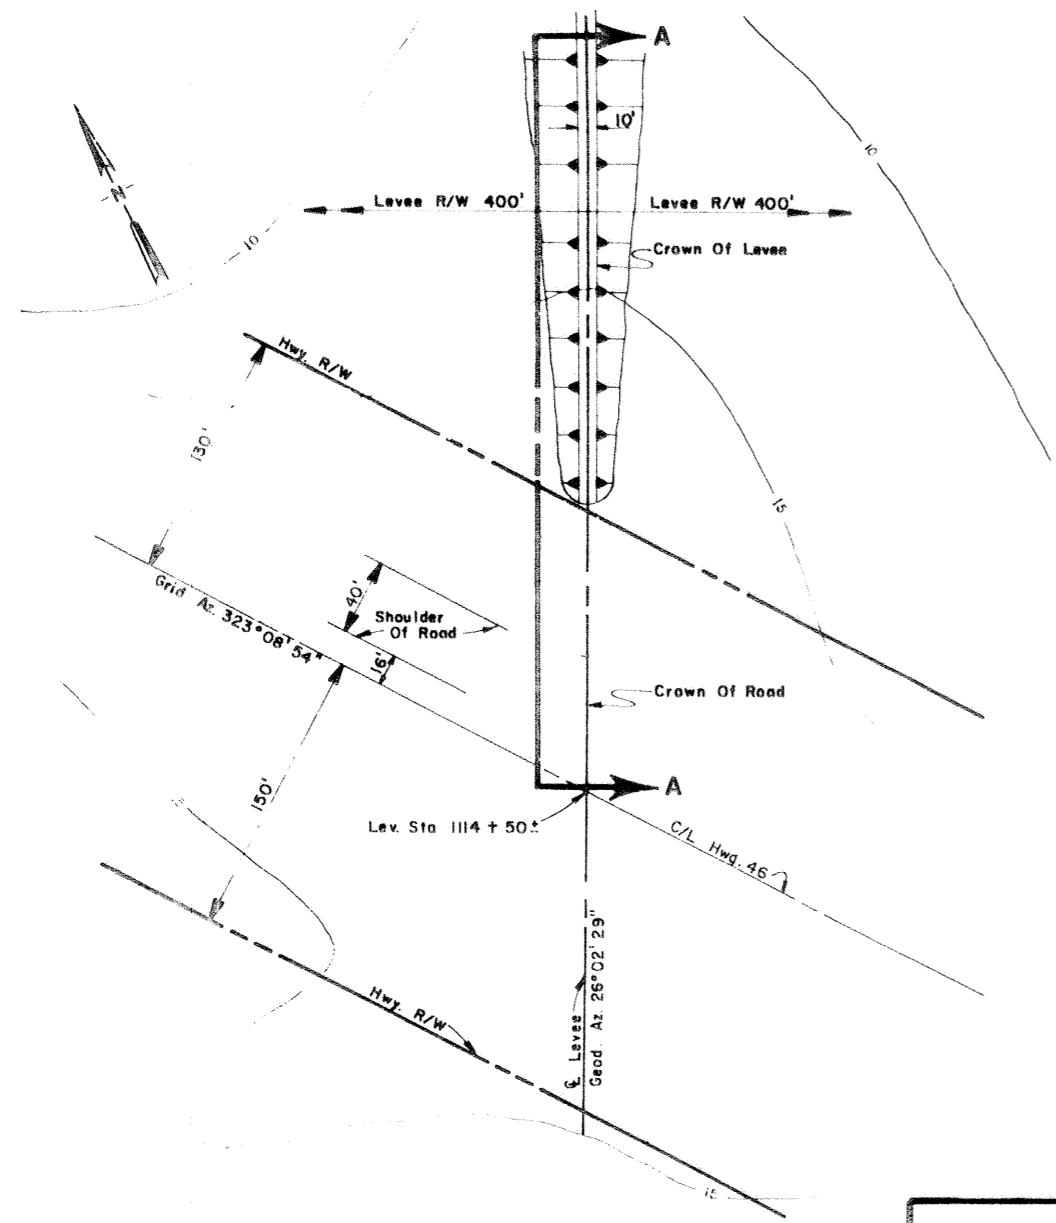 A
10'
10
N
Levee R/W 400'
Levee R/W 400'
10
Crown Of Levee
Hwy. R/W
130'
15
Grid Az. 323°08'54"
40'
Shoulder
Of Road
16'
Crown Of Road
150'
A
15
Lev. Sta 1114 + 50±
C/L Hwg. 46
℄ Levee
Geod. Az. 26°02'29"
Hwy. R/W
15